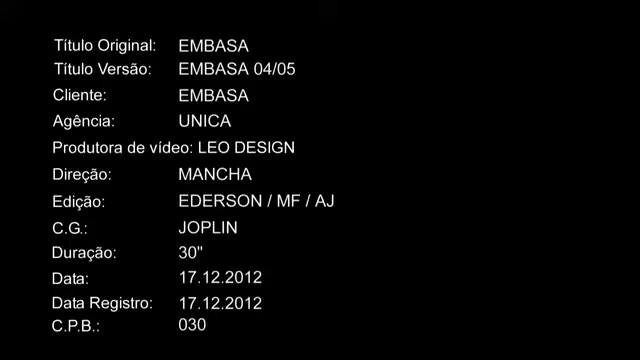 Título Original: EMBASA
Título Versão: EMBASA 04/05
Cliente: EMBASA
Agência: UNICA
Produtora de vídeo: LEO DESIGN
Direção: MANCHA
Edição: EDERSON / MF / AJ
C.G.: JOPLIN
Duração: 30"
Data: 17.12.2012
Data Registro: 17.12.2012
C.P.B.: 030